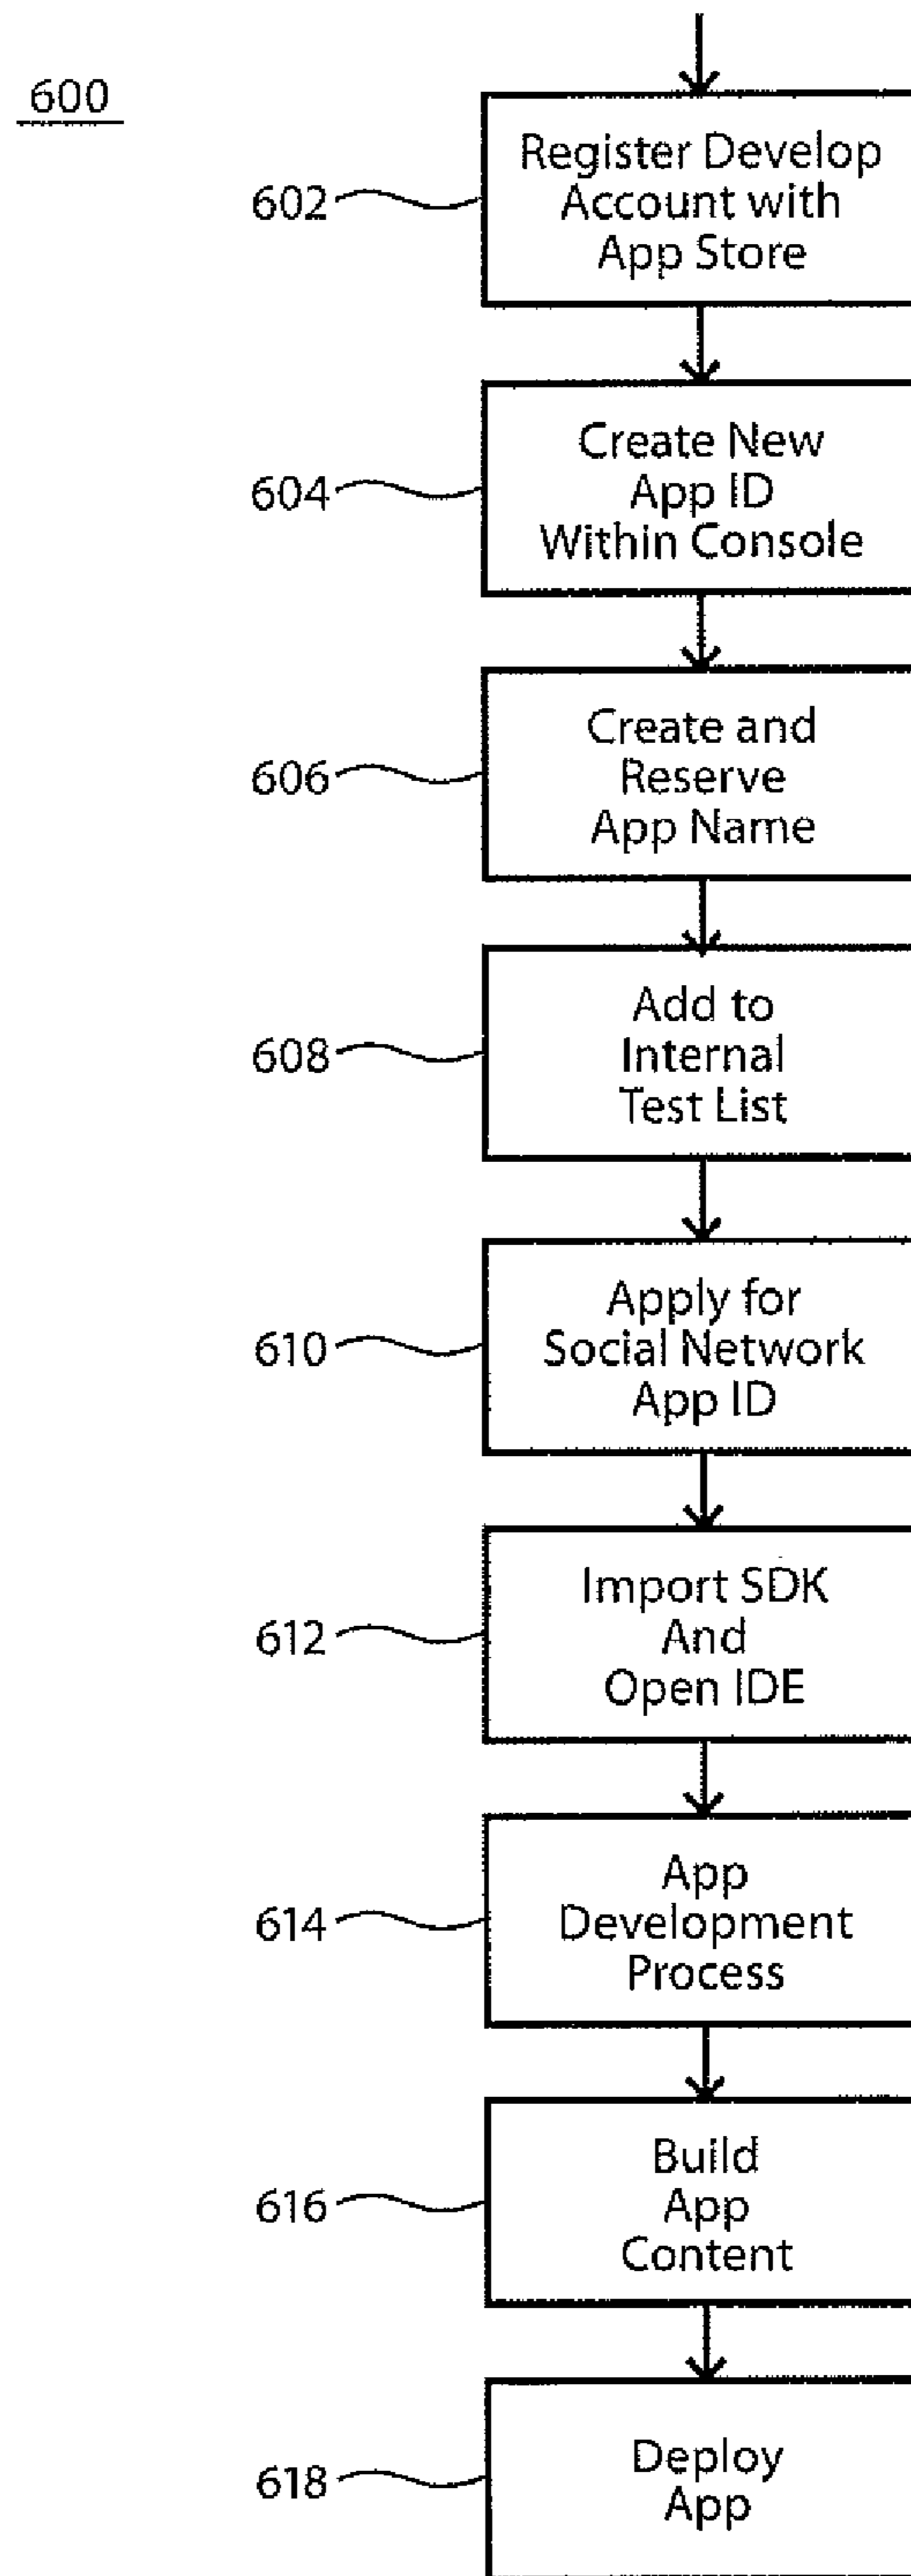 600
602
Register Develop
Account with
App Store
604
Create New
App ID
Within Console
606
Create and
Reserve
App Name
608
Add to
Internal
Test List
610
Apply for
Social Network
App ID
612
Import SDK
And
Open IDE
614
App
Development
Process
616
Build
App
Content
618
Deploy
App